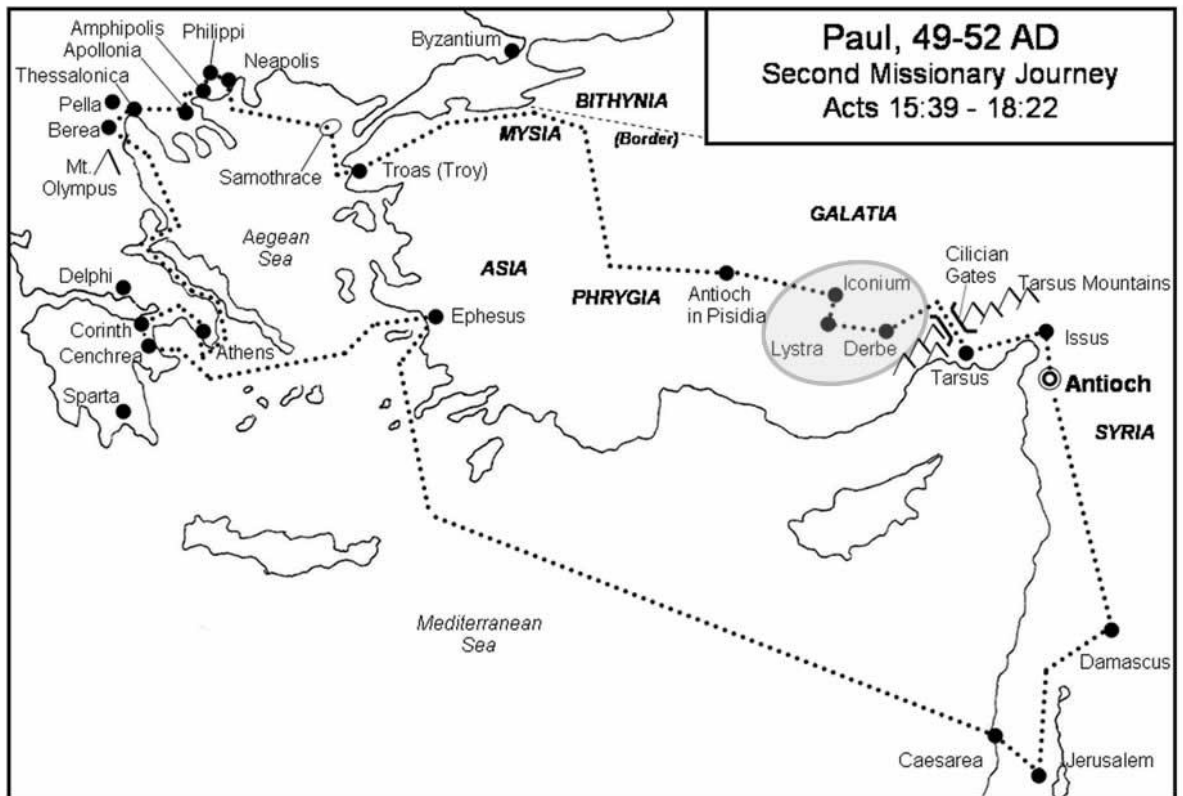 Paul, 49-52 AD
Second Missionary Journey
Acts 15:39 - 18:22
Amphipolis
Philippi
Apollonia
Neapolis
Thessalonica
Byzantium
Pella
Berea
BITHYNIA
MYSIA
(Border)
Mt.
Olympus
Samothrace
Troas (Troy)
Aegean
Sea
GALATIA
Delphi
ASIA
PHRYGIA
Antioch
in Pisidia
Iconium
Cilician
Gates
Tarsus Mountains
Corinth
Cenchrea
Athens
Ephesus
Lystra
Derbe
Tarsus
Issus
Antioch
Sparta
SYRIA
Mediterranean
Sea
Damascus
Caesarea
Jerusalem